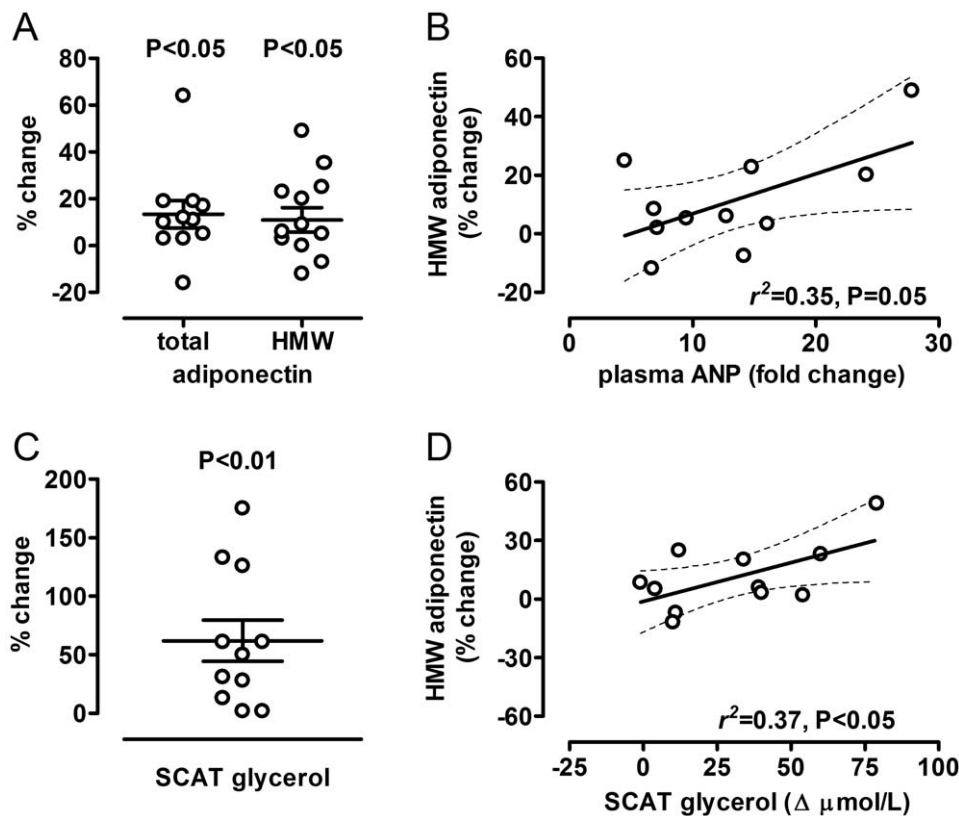 A
P<0.05 P<0.05
% change
80
60
40
20
0
-20
total HMW
adiponectin
B
HMW adiponectin
(% change)
60
40
20
0
-20
r²=0.35, P=0.05
0 10 20 30
plasma ANP (fold change)
C
P<0.01
% change
200
150
100
50
0
SCAT glycerol
D
HMW adiponectin
(% change)
60
30
0
-30
-60
r²=0.37, P<0.05
-25 0 25 50 75 100
SCAT glycerol (Δ μmol/L)